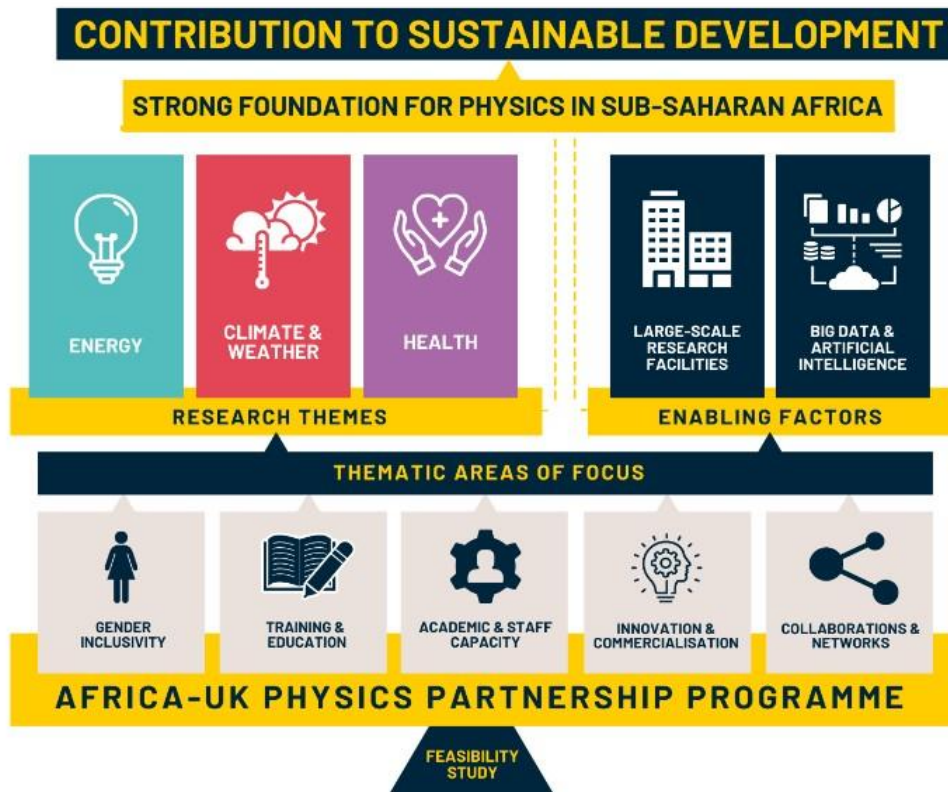 CONTRIBUTION TO SUSTAINABLE DEVELOPMENT
STRONG FOUNDATION FOR PHYSICS IN SUB-SAHARAN AFRICA
ENERGY
CLIMATE &
WEATHER
HEALTH
LARGE-SCALE
RESEARCH
FACILITIES
BIG DATA &
ARTIFICIAL
INTELLIGENCE
RESEARCH THEMES
ENABLING FACTORS
THEMATIC AREAS OF FOCUS
GENDER
INCLUSIVITY
TRAINING &
EDUCATION
ACADEMIC & STAFF
CAPACITY
INNOVATION &
COMMERCIALISATION
COLLABORATIONS &
NETWORKS
AFRICA-UK PHYSICS PARTNERSHIP PROGRAMME
FEASIBILITY
STUDY